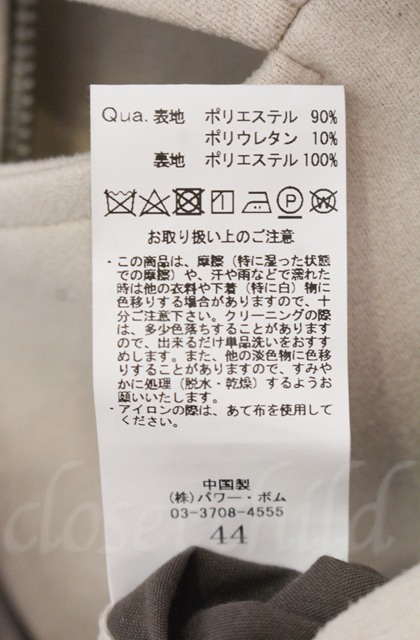 Qua. 表地 ポリエステル 90%
ポリウレタン 10%
裏地 ポリエステル 100%
お取り扱い上のご注意
・この商品は、摩擦（特に湿った状態
での摩擦）や、汗や雨などで濡れた
時は他の衣料や下着（特に白）物に
色移りする場合がありますので、十
分ご注意下さい。クリーニングの際
は、多少色落ちすることがあります
ので、出来るだけ単品洗いをおすす
めします。また、他の淡色物に色移
りすることがありますので、すみや
かに処理（脱水・乾燥）するようお
願いいたします。
・アイロンの際は、あて布を使用して
ください。
中国製
（株）パワー・ボム
03-3708-4555
44
closet child